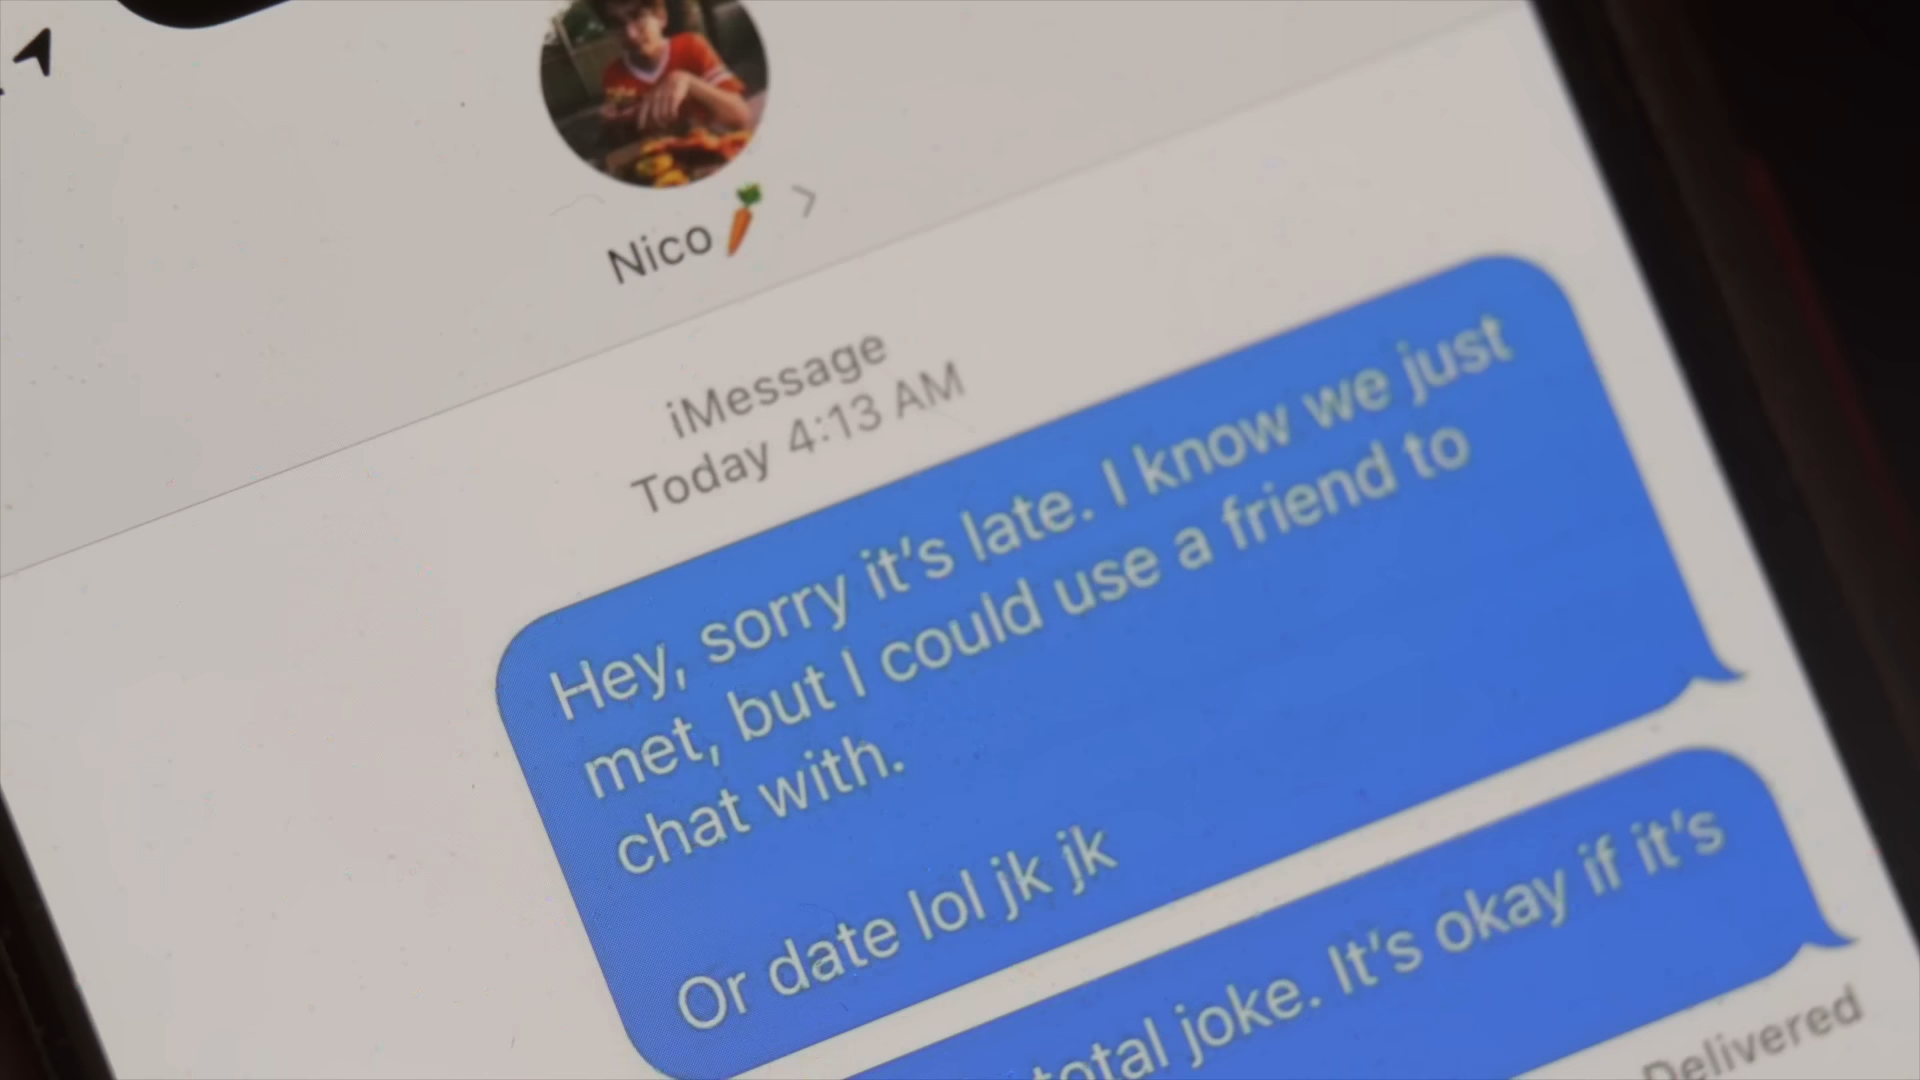 Nico🥕
iMessage
Today 4:13 AM
Hey, sorry it's late. I know we just
met, but I could use a friend to
chat with.
Or date lol jk jk
total joke. It's okay if it's
Delivered